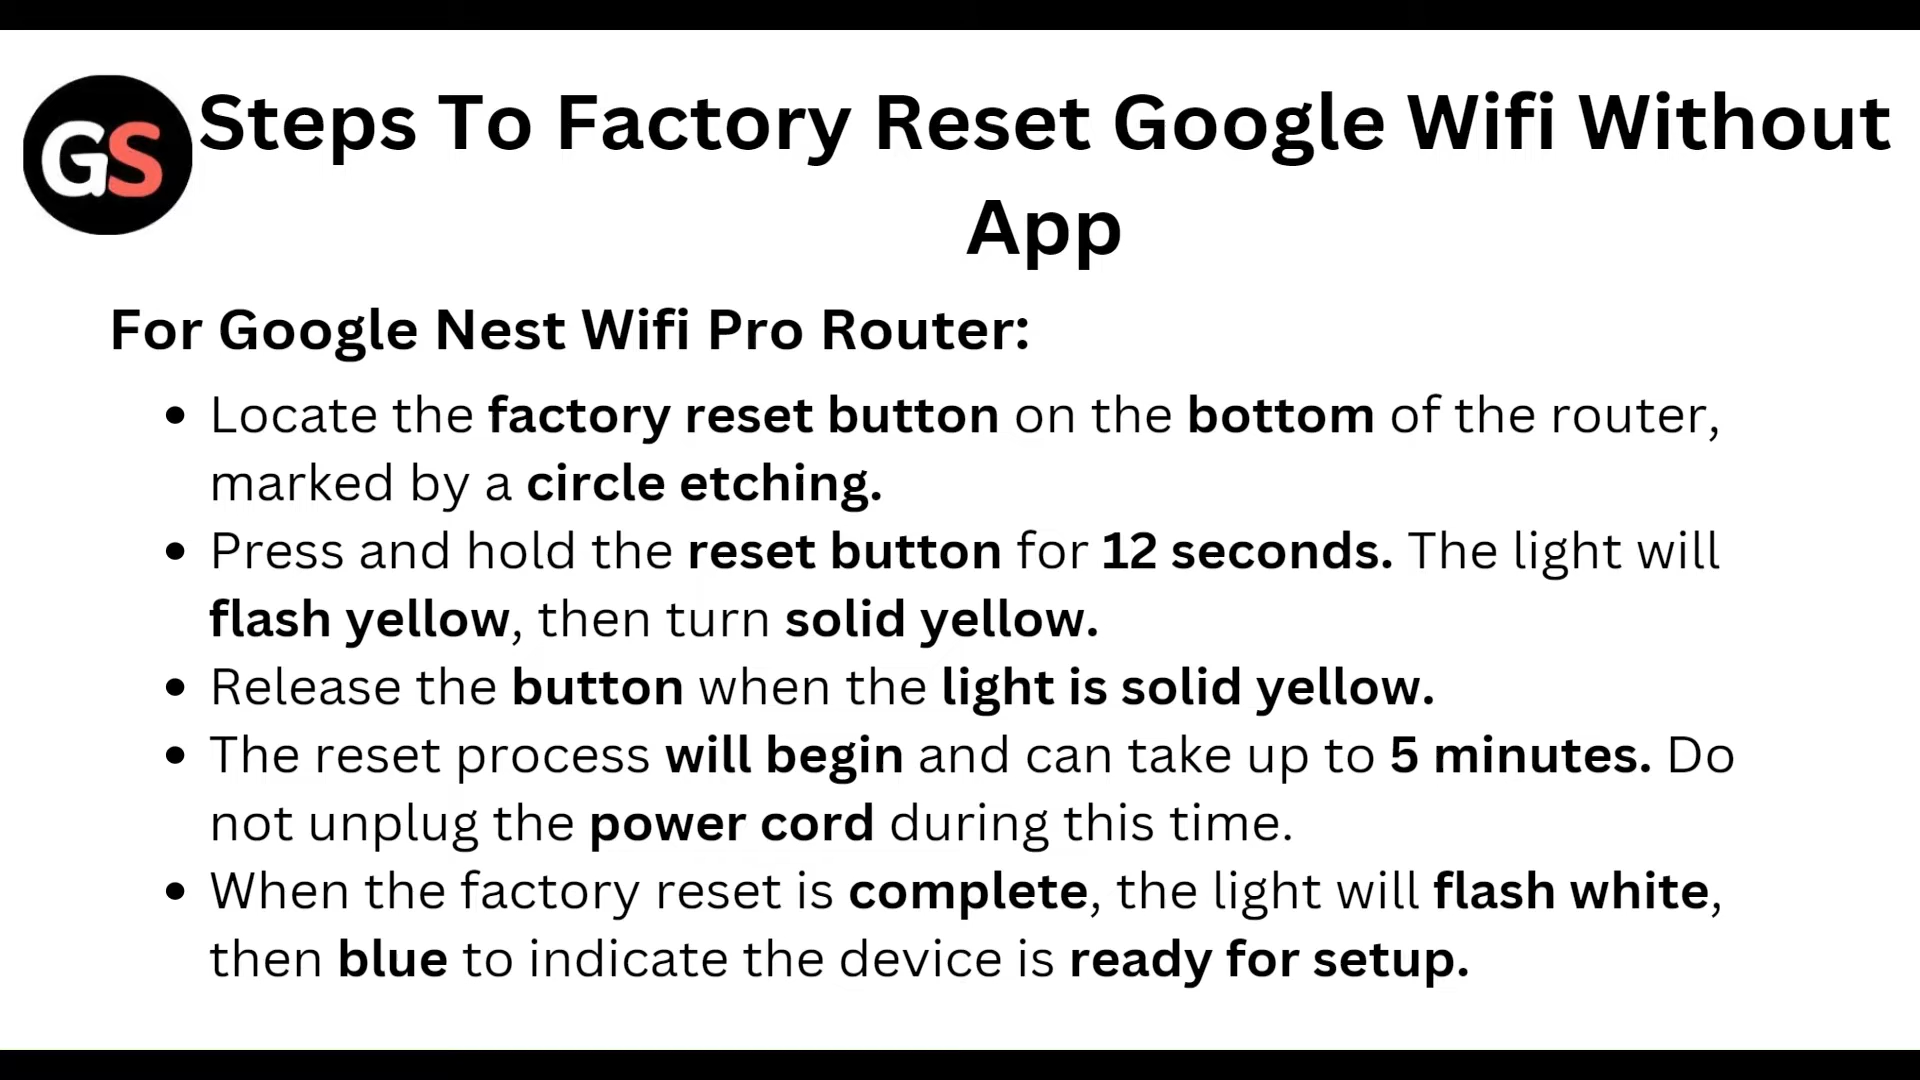 GS
Steps To Factory Reset Google Wifi Without
App
For Google Nest Wifi Pro Router:
• Locate the factory reset button on the bottom of the router,
marked by a circle etching.
• Press and hold the reset button for 12 seconds. The light will
flash yellow, then turn solid yellow.
• Release the button when the light is solid yellow.
• The reset process will begin and can take up to 5 minutes. Do
not unplug the power cord during this time.
• When the factory reset is complete, the light will flash white,
then blue to indicate the device is ready for setup.